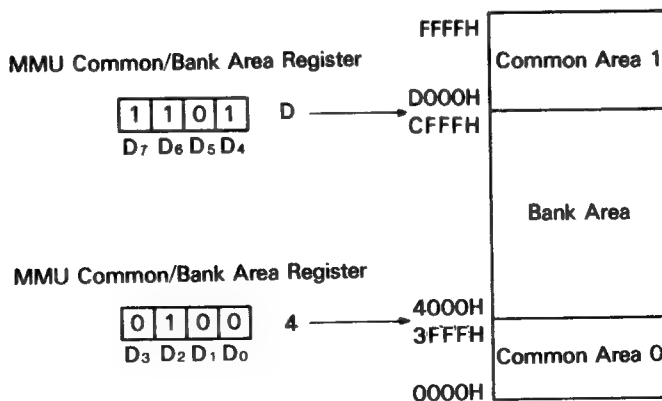 FFFFH
MMU Common/Bank Area Register
Common Area 1
1 1 0 1 D
D000H
CFFFH
D7 D6 D5 D4
Bank Area
MMU Common/Bank Area Register
0 1 0 0 4
4000H
3FFFH
D3 D2 D1 D0
Common Area 0
0000H